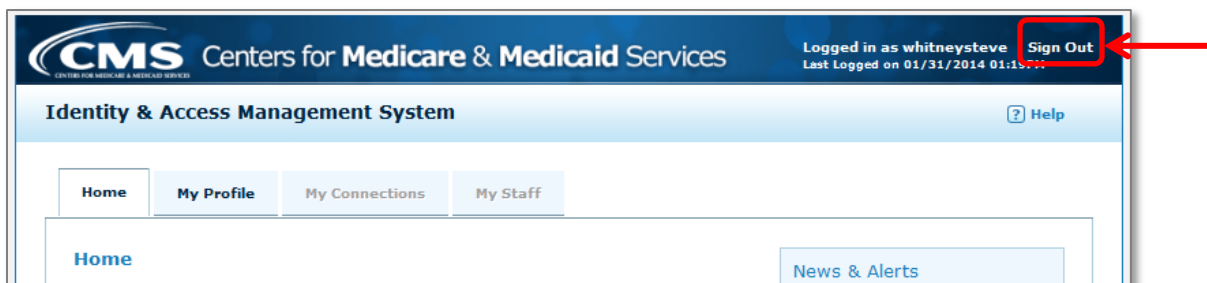 CMS Centers for Medicare & Medicaid Services
CENTERS FOR MEDICARE & MEDICAID SERVICES
Logged in as whitneysteve Sign Out
Last Logged on 01/31/2014 01:19PM
Identity & Access Management System
? Help
Home My Profile My Connections My Staff
Home
News & Alerts